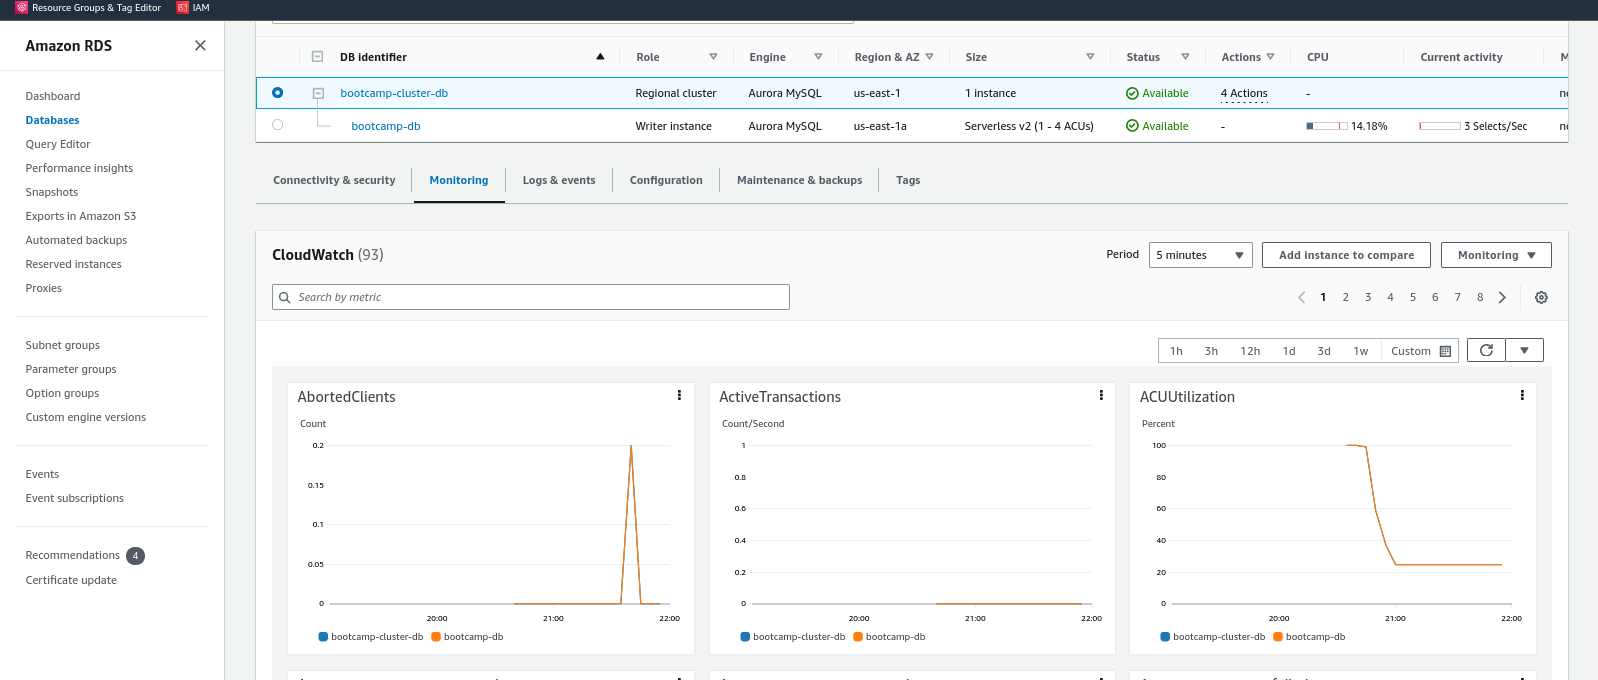 Resource Groups & Tag Editor IAM
Amazon RDS
Dashboard
Databases
Query Editor
Performance insights
Snapshots
Exports in Amazon S3
Automated backups
Reserved instances
Proxies
Subnet groups
Parameter groups
Option groups
Custom engine versions
Events
Event subscriptions
Recommendations 4
Certificate update
DB identifier Role Engine Region & AZ Size Status Actions CPU Current activity
bootcamp-cluster-db Regional cluster Aurora MySQL us-east-1 1 instance Available 4 Actions -
bootcamp-db Writer instance Aurora MySQL us-east-1a Serverless v2 (1 - 4 ACUs) Available - 14.18% 3 Selects/Sec
Connectivity & security Monitoring Logs & events Configuration Maintenance & backups Tags
CloudWatch (93) Period 5 minutes Add instance to compare Monitoring
Search by metric 1 2 3 4 5 6 7 8
1h 3h 12h 1d 3d 1w Custom
AbortedClients
Count
0.2
0.15
0.1
0.05
0
20:00 21:00 22:00
bootcamp-cluster-db bootcamp-db
ActiveTransactions
Count/Second
1
0.8
0.6
0.4
0.2
0
20:00 21:00 22:00
bootcamp-cluster-db bootcamp-db
ACUUtilization
Percent
100
80
60
40
20
0
20:00 21:00 22:00
bootcamp-cluster-db bootcamp-db